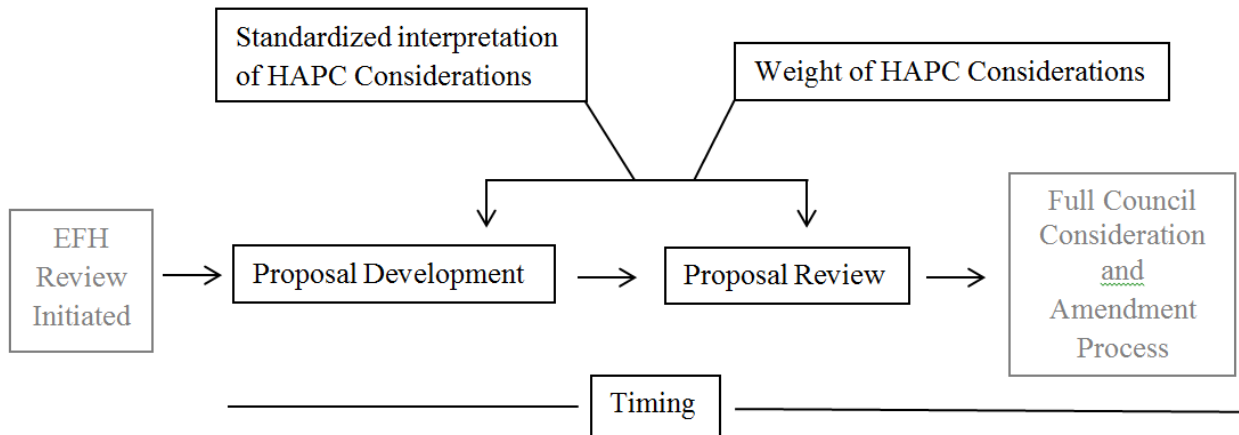 Standardized interpretation
of HAPC Considerations
Weight of HAPC Considerations
EFH
Review
Initiated
Proposal Development
Proposal Review
Full Council
Consideration
and
Amendment
Process
Timing